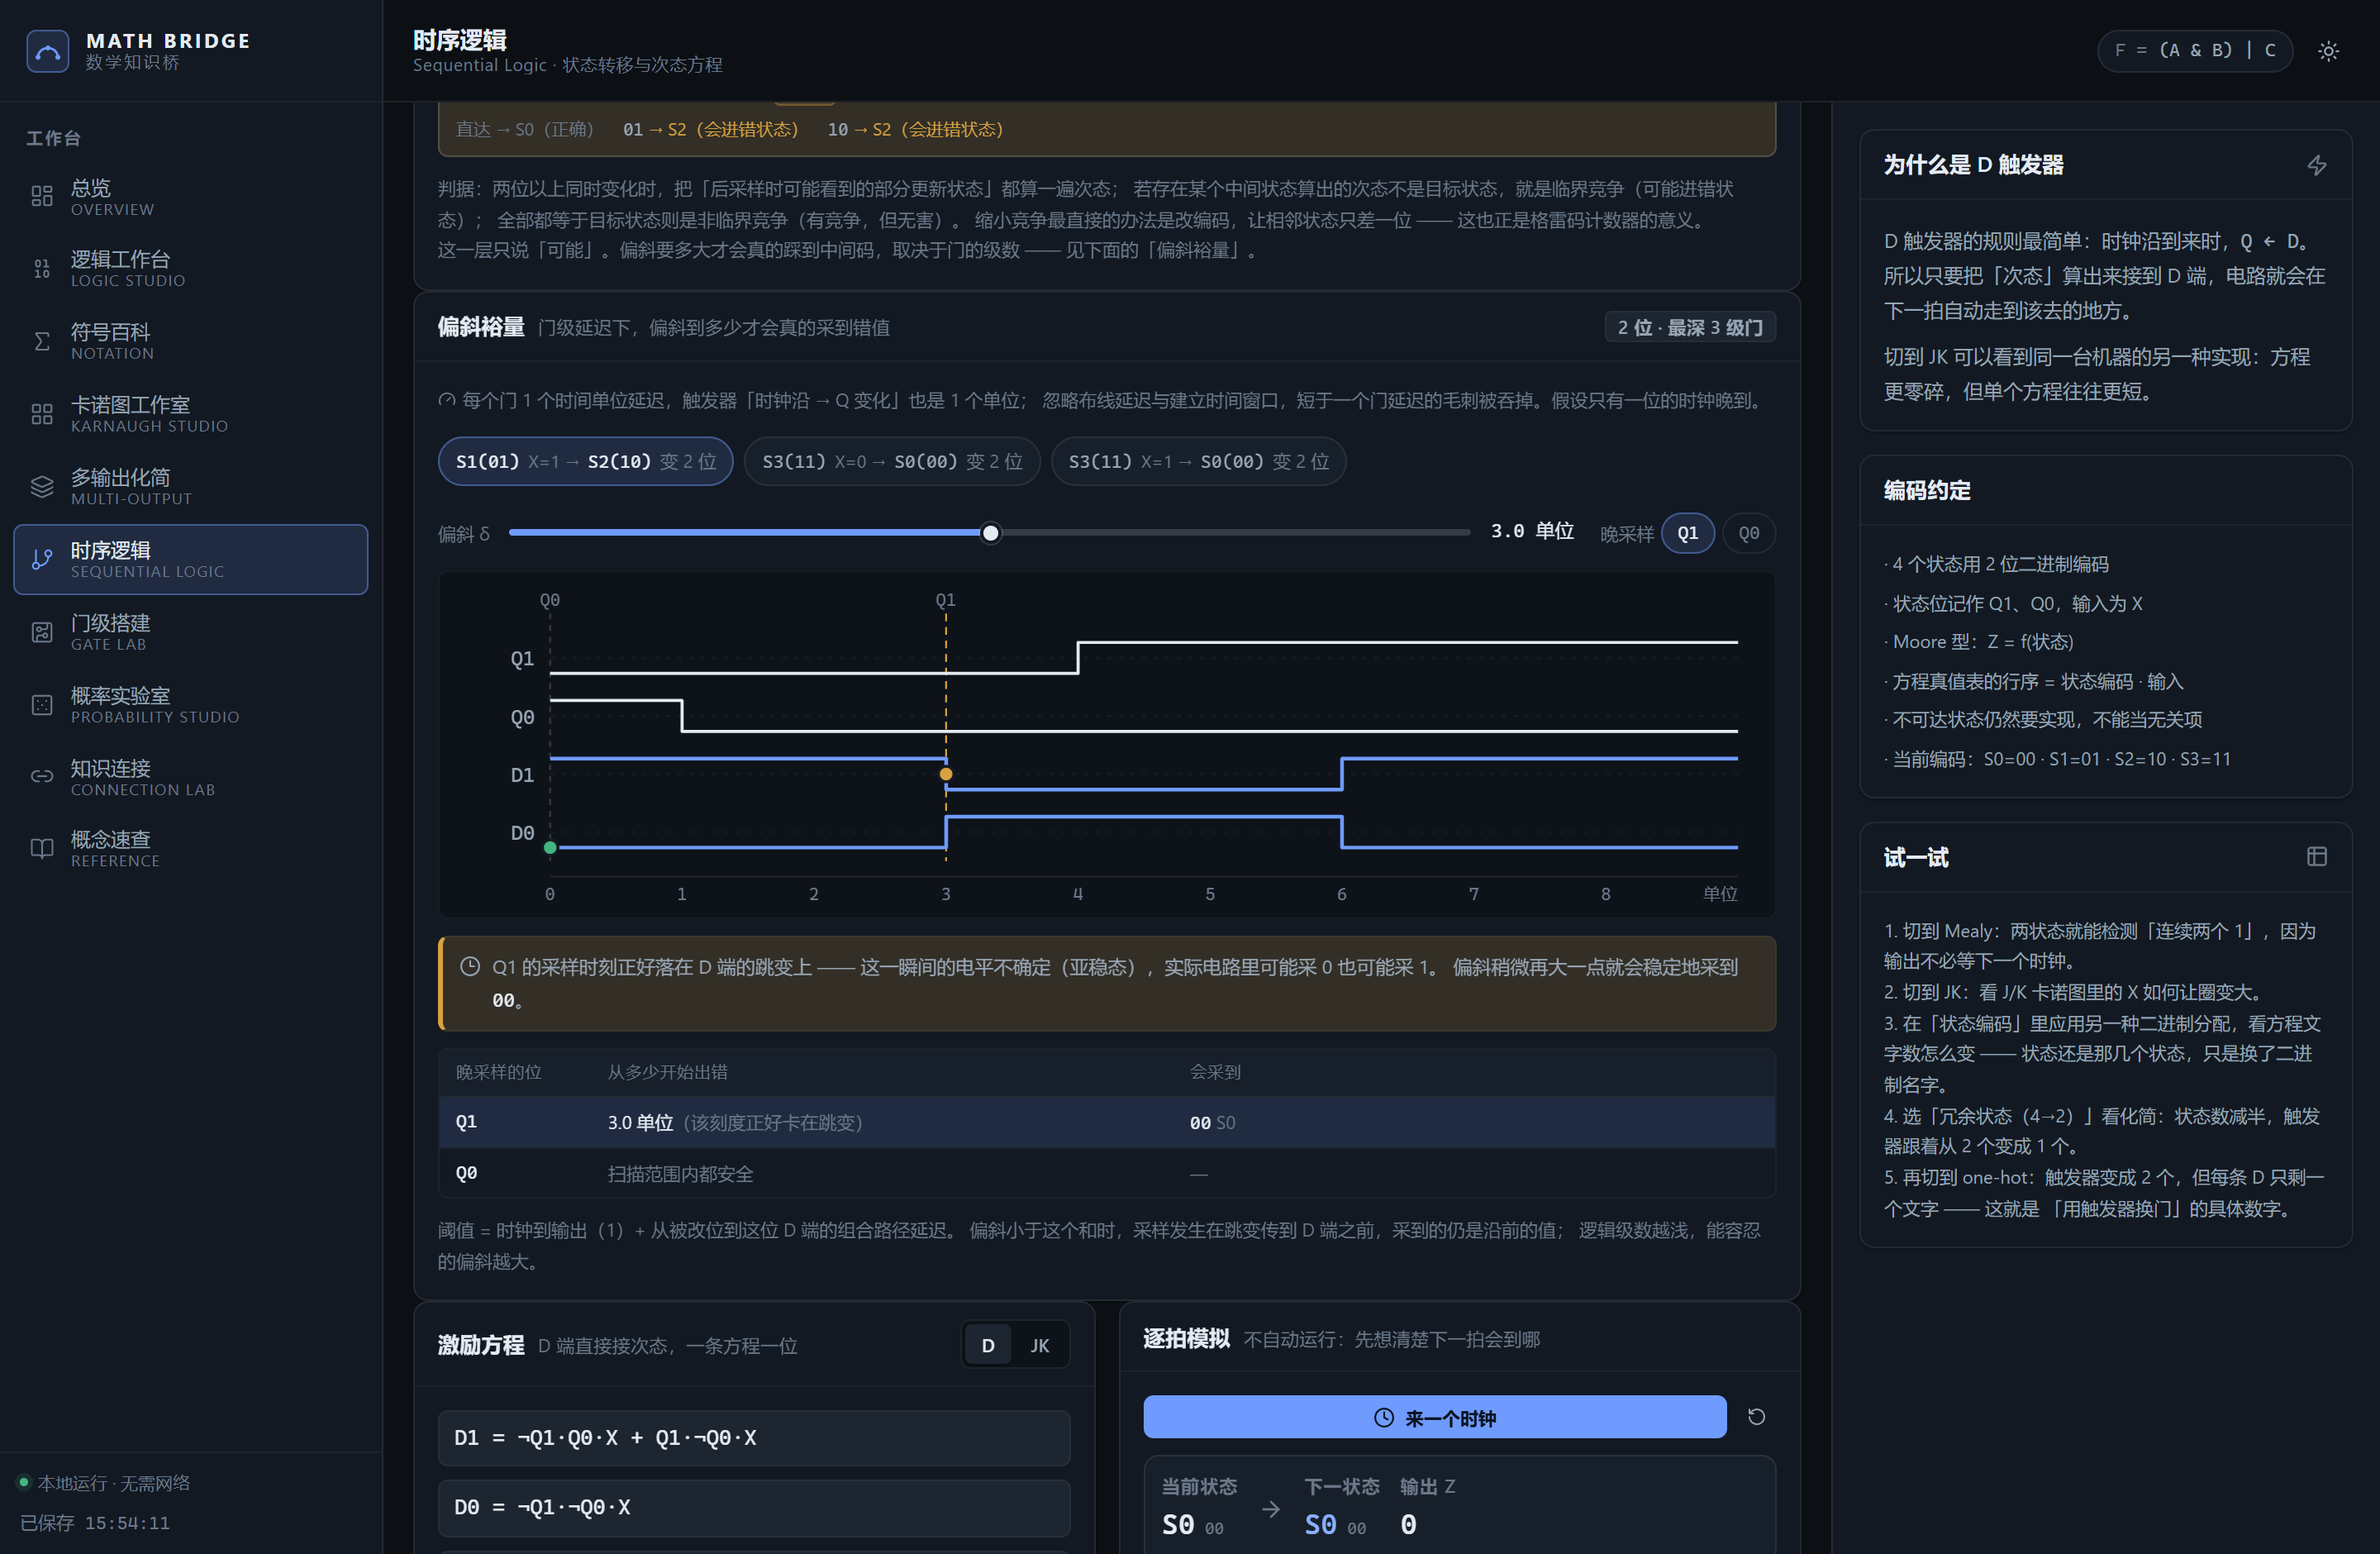 MATH BRIDGE
数学知识桥
工作台
总览
OVERVIEW
逻辑工作台
LOGIC STUDIO
符号百科
NOTATION
卡诺图工作室
KARNAUGH STUDIO
多输出化简
MULTI-OUTPUT
时序逻辑
SEQUENTIAL LOGIC
门级搭建
GATE LAB
概率实验室
PROBABILITY STUDIO
知识连接
CONNECTION LAB
概念速查
REFERENCE
本地运行 · 无需网络
已保存 15:54:11
时序逻辑
Sequential Logic · 状态转移与次态方程
F = (A & B) | C
直达 → S0（正确） 01 → S2（会进错状态） 10 → S2（会进错状态）
判据：两位以上同时变化时，把「后采样时可能看到的部分更新状态」都算一遍次态； 若存在某个中间状态算出的次态不是目标状态，就是临界竞争（可能进错状
态）； 全部都等于目标状态则是非临界竞争（有竞争，但无害）。 缩小竞争最直接的办法是改编码，让相邻状态只差一位 —— 这也正是格雷码计数器的意义。
这一层只说「可能」。偏斜要多大才会真的踩到中间码，取决于门的级数 —— 见下面的「偏斜裕量」。
偏斜裕量 门级延迟下，偏斜到多少才会真的采到错值
2 位 · 最深 3 级门
每个门 1 个时间单位延迟，触发器「时钟沿 → Q 变化」也是 1 个单位； 忽略布线延迟与建立时间窗口，短于一个门延迟的毛刺被吞掉。假设只有一位的时钟晚到。
S1(01) X=1 → S2(10) 变 2 位
S3(11) X=0 → S0(00) 变 2 位
S3(11) X=1 → S0(00) 变 2 位
偏斜 δ
3.0 单位
晚采样 Q1 Q0
Q0 Q1
Q1
Q0
D1
D0
0 1 2 3 4 5 6 7 8 单位
Q1 的采样时刻正好落在 D 端的跳变上 —— 这一瞬间的电平不确定（亚稳态），实际电路里可能采 0 也可能采 1。 偏斜稍微再大一点就会稳定地采到
00。
晚采样的位 从多少开始出错 会采到
Q1 3.0 单位（该刻度正好卡在跳变） 00 S0
Q0 扫描范围内都安全 —
阈值 = 时钟到输出（1）+ 从被改位到这位 D 端的组合路径延迟。 偏斜小于这个和时，采样发生在跳变传到 D 端之前，采到的仍是沿前的值； 逻辑级数越浅，能容忍
的偏斜越大。
激励方程 D 端直接接次态，一条方程一位
D JK
D1 = ¬Q1·Q0·X + Q1·¬Q0·X
D0 = ¬Q1·¬Q0·X
逐拍模拟 不自动运行：先想清楚下一拍会到哪
来一个时钟
当前状态 下一状态 输出 Z
S0 00 S0 00 0
为什么是 D 触发器
D 触发器的规则最简单：时钟沿到来时，Q ← D。
所以只要把「次态」算出来接到 D 端，电路就会在
下一拍自动走到该去的地方。
切到 JK 可以看到同一台机器的另一种实现：方程
更零碎，但单个方程往往更短。
编码约定
· 4 个状态用 2 位二进制编码
· 状态位记作 Q1、Q0，输入为 X
· Moore 型：Z = f(状态)
· 方程真值表的行序 = 状态编码 · 输入
· 不可达状态仍然要实现，不能当无关项
· 当前编码：S0=00 · S1=01 · S2=10 · S3=11
试一试
1. 切到 Mealy：两状态就能检测「连续两个 1」，因为
输出不必等下一个时钟。
2. 切到 JK：看 J/K 卡诺图里的 X 如何让圈变大。
3. 在「状态编码」里应用另一种二进制分配，看方程文
字数怎么变 —— 状态还是那几个状态，只是换了二进
制名字。
4. 选「冗余状态（4→2）」看化简：状态数减半，触发
器跟着从 2 个变成 1 个。
5. 再切到 one-hot：触发器变成 2 个，但每条 D 只剩一
个文字 —— 这就是 「用触发器换门」的具体数字。